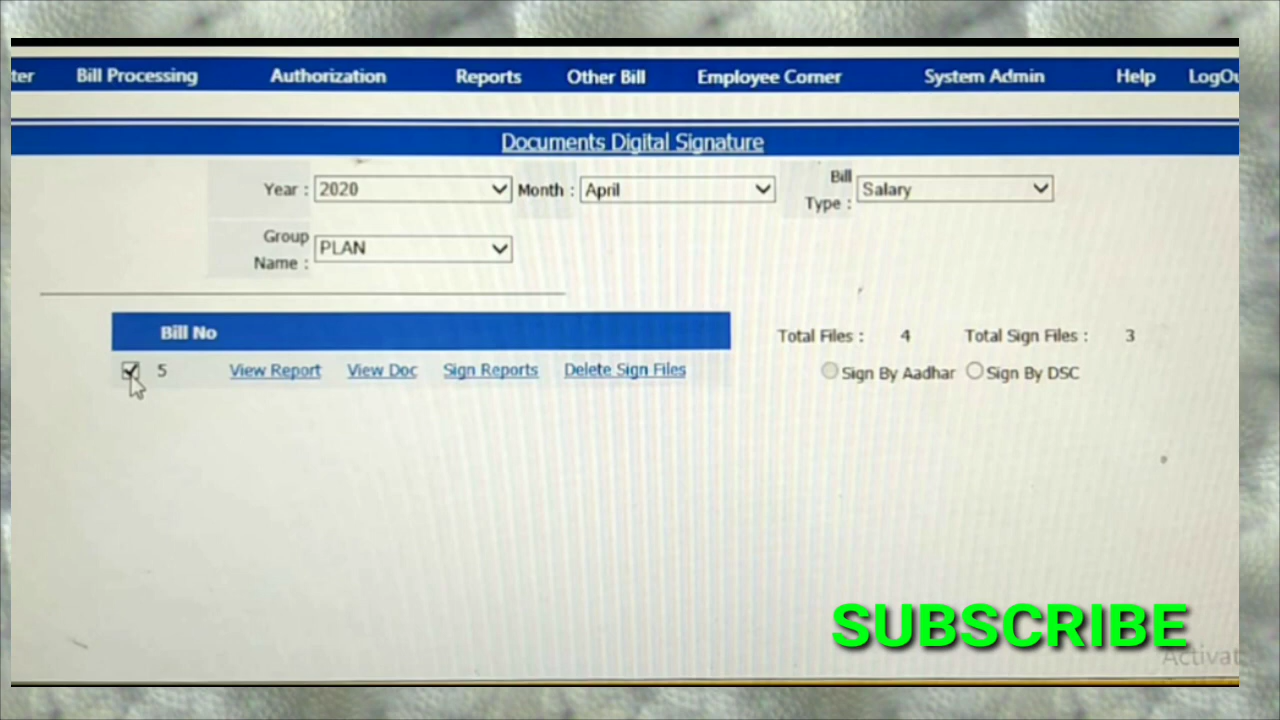 Bill Processing Authorization Reports Other Bill Employee Corner System Admin Help
Documents Digital Signature
Year : 2020 Month : April Bill Type : Salary
Group Name : PLAN
Bill No
Total Files : 4 Total Sign Files : 3
5 View Report View Doc Sign Reports Delete Sign Files
Sign By Aadhar Sign By DSC
SUBSCRIBE